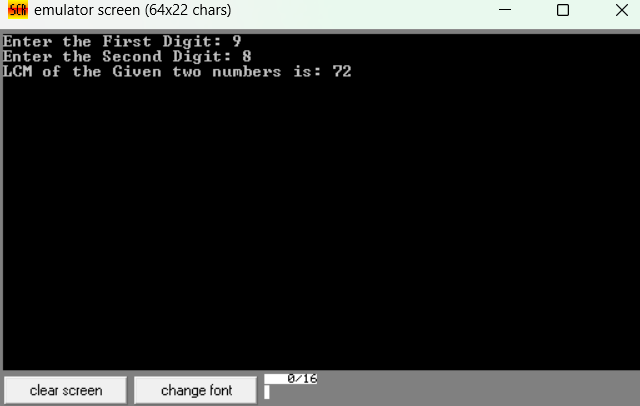 SCR emulator screen (64x22 chars)
Enter the First Digit: 9
Enter the Second Digit: 8
LCM of the Given two numbers is: 72
clear screen change font 0/16